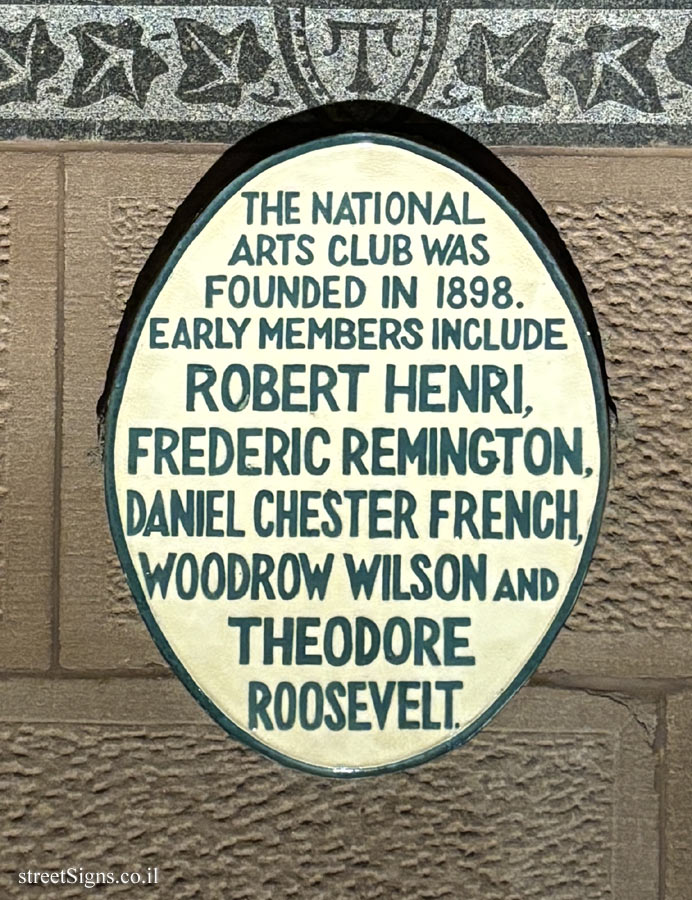 T
THE NATIONAL
ARTS CLUB WAS
FOUNDED IN 1898.
EARLY MEMBERS INCLUDE
ROBERT HENRI,
FREDERIC REMINGTON,
DANIEL CHESTER FRENCH,
WOODROW WILSON AND
THEODORE
ROOSEVELT.
streetSigns.co.il